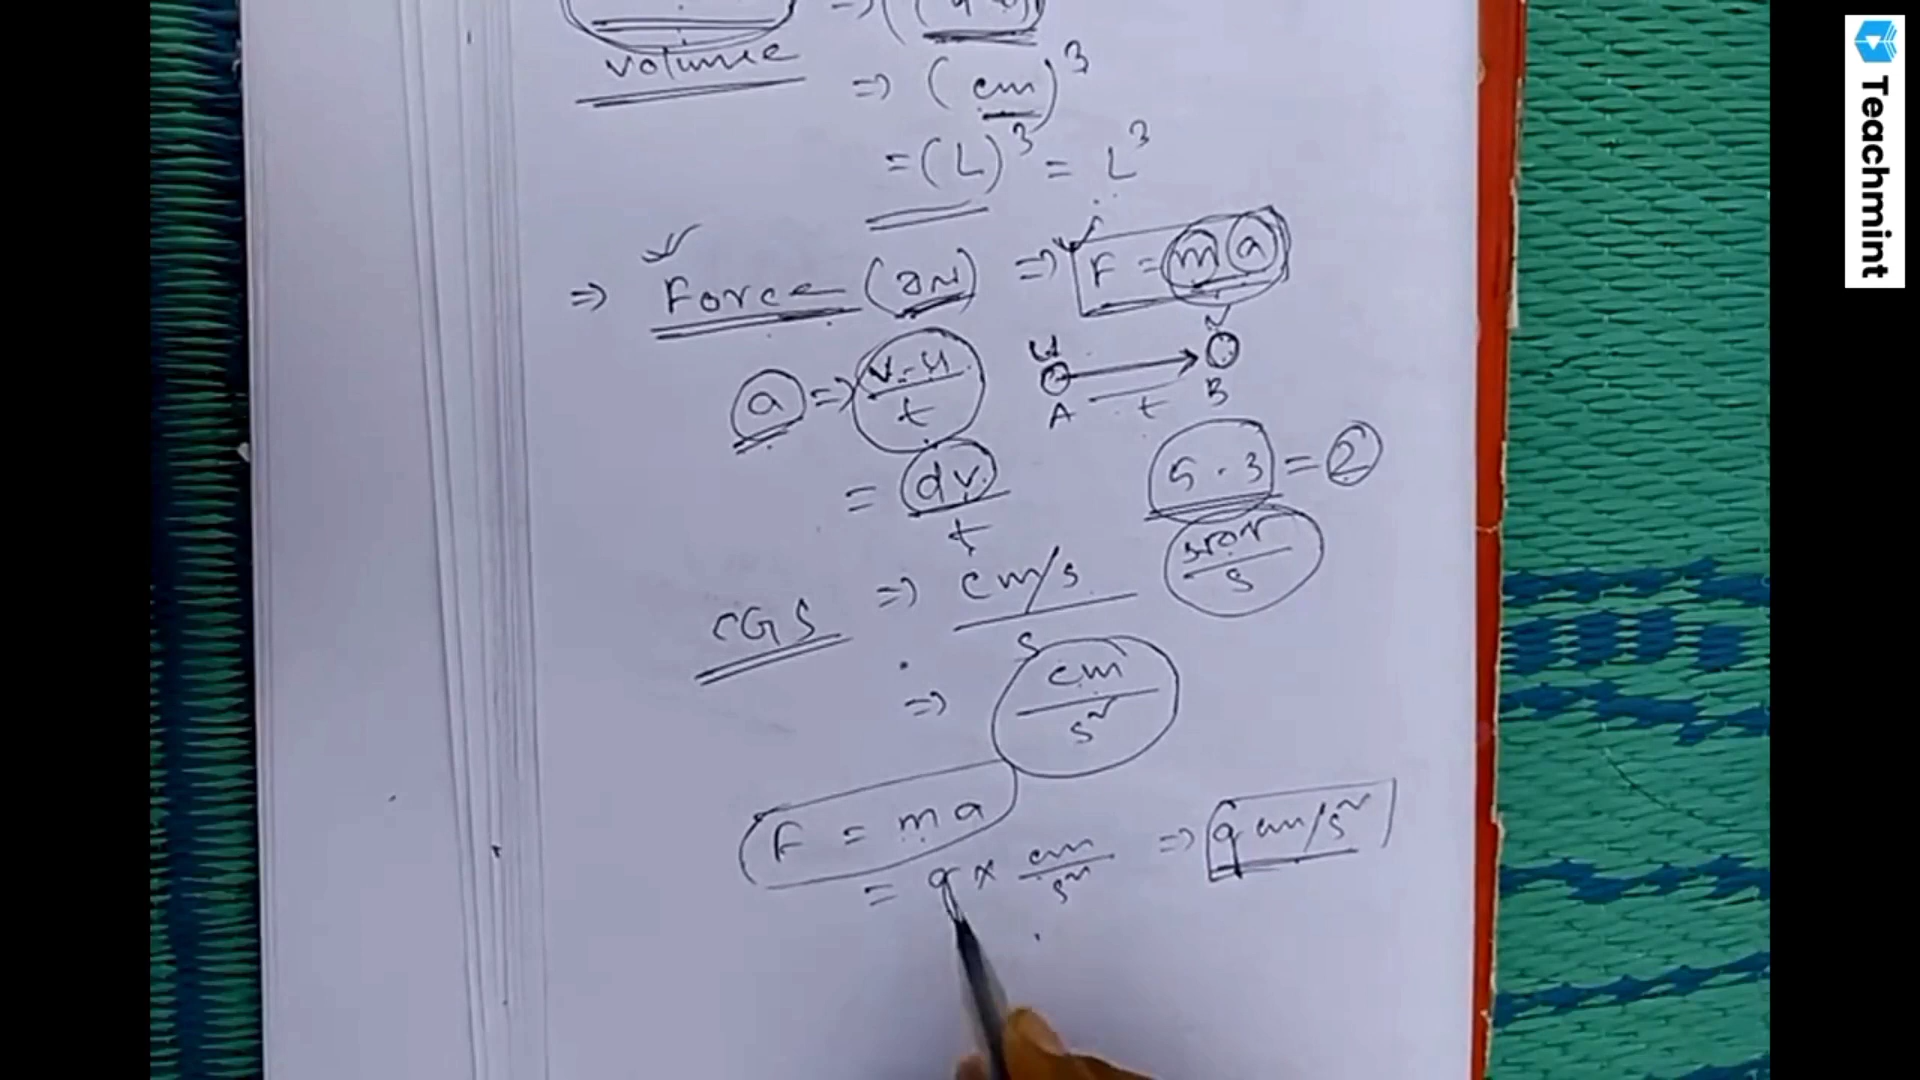 volume
=> (cm)³
= (L)³ = L³
=> Force => F = ma
a => v-u/t
u
A t B
= dv/t
5 - 3 = 2
CGS => cm/s/s
=> cm/s²
F = ma
= g x cm/s² => g cm/s²
Teachmint